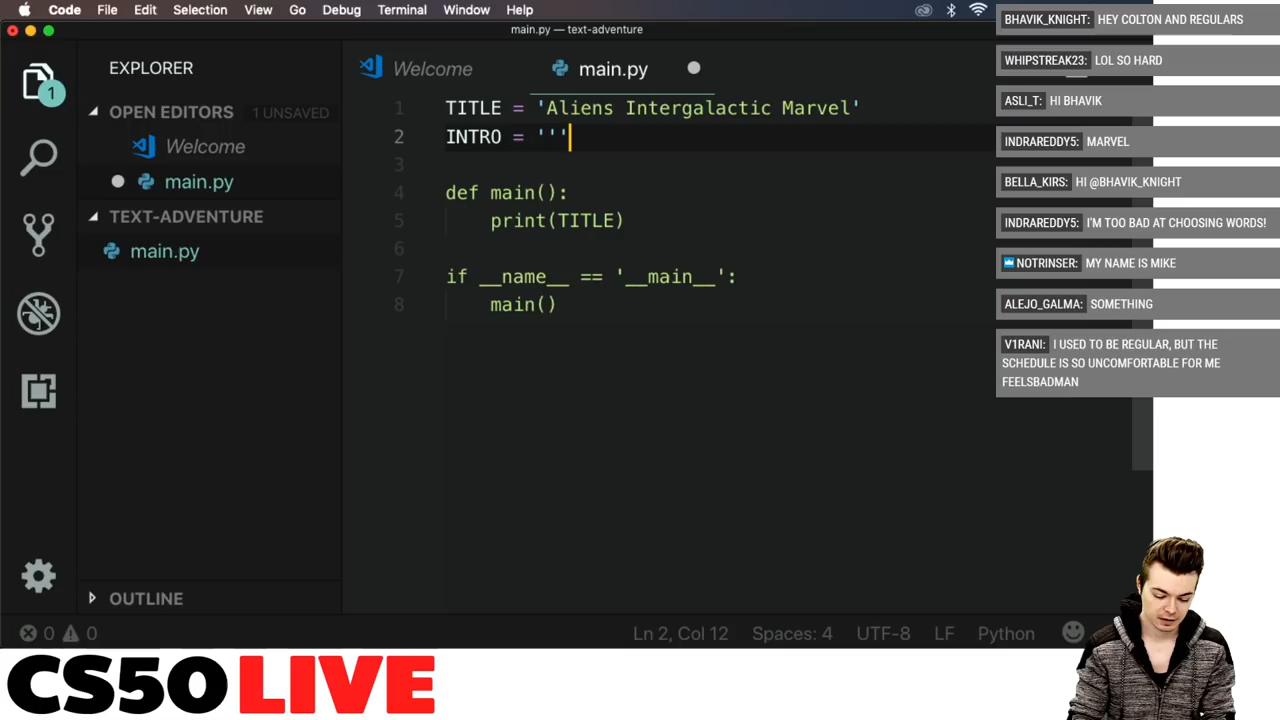 Code File Edit Selection View Go Debug Terminal Window Help
main.py — text-adventure
EXPLORER
OPEN EDITORS 1 UNSAVED
Welcome
main.py
TEXT-ADVENTURE
main.py
OUTLINE
1
Welcome
main.py
1 TITLE = 'Aliens Intergalactic Marvel'
2 INTRO = '''
3
4 def main():
5 print(TITLE)
6
7 if __name__ == '__main__':
8 main()
0 0
Ln 2, Col 12 Spaces: 4 UTF-8 LF Python
BHAVIK_KNIGHT: HEY COLTON AND REGULARS
WHIPSTREAK23: LOL SO HARD
ASLI_T: HI BHAVIK
INDRAREDDY5: MARVEL
BELLA_KIRS: HI @BHAVIK_KNIGHT
INDRAREDDY5: I'M TOO BAD AT CHOOSING WORDS!
NOTRINSER: MY NAME IS MIKE
ALEJO_GALMA: SOMETHING
V1RANI: I USED TO BE REGULAR, BUT THE
SCHEDULE IS SO UNCOMFORTABLE FOR ME
FEELSBADMAN
CS50 LIVE